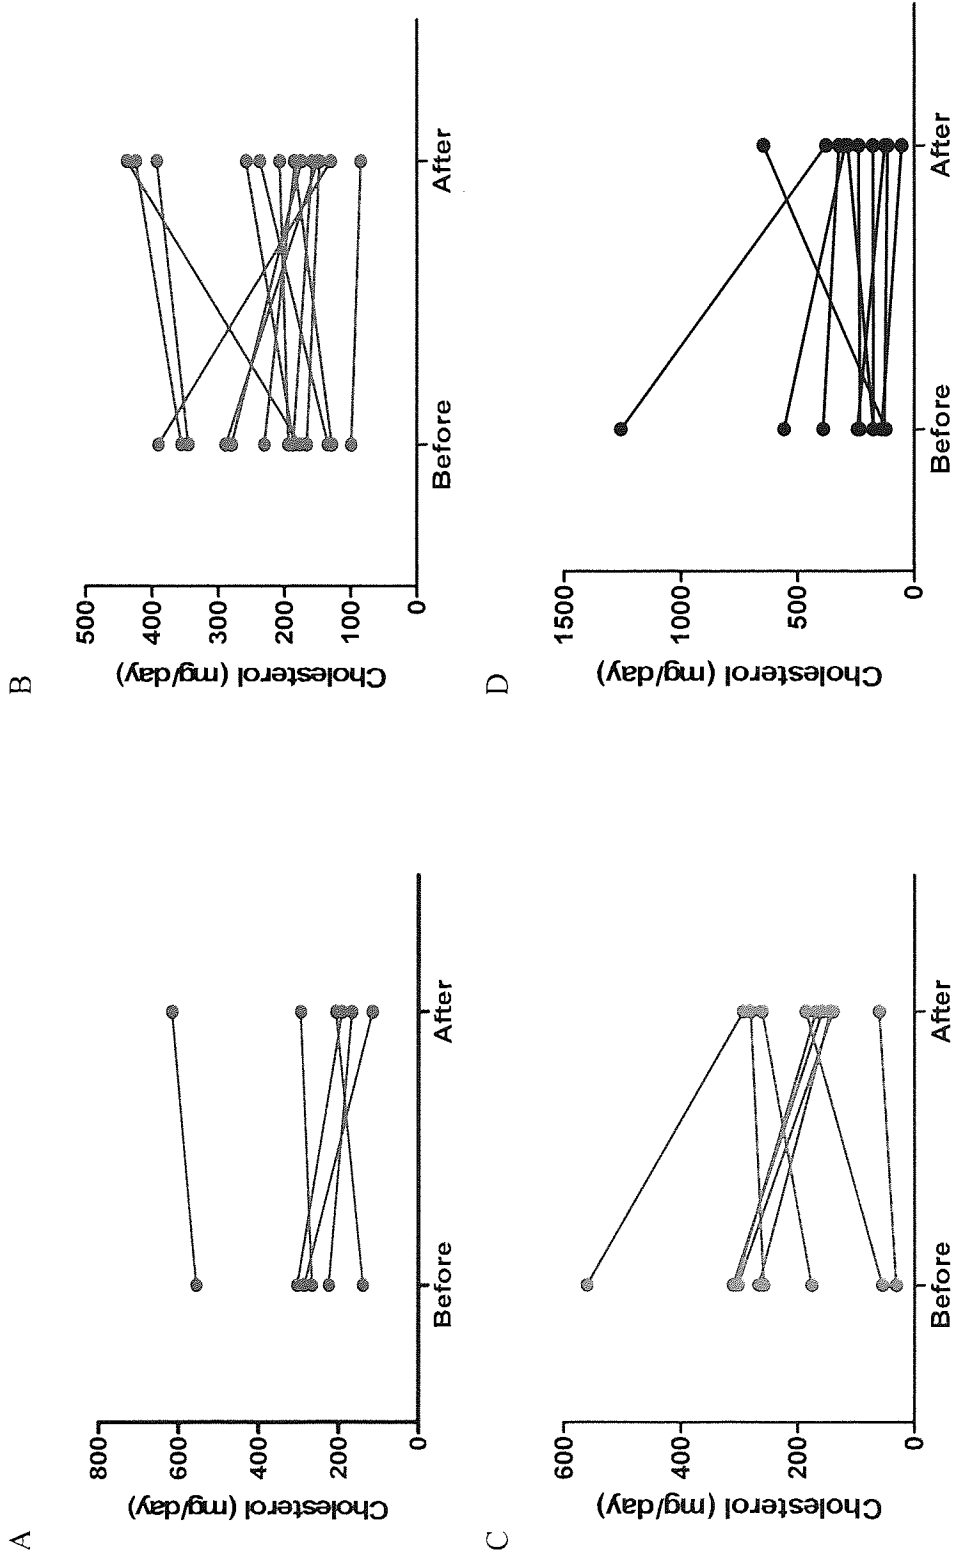 A
Cholesterol (mg/day)
800
600
400
200
0
Before
After
B
Cholesterol (mg/day)
500
400
300
200
100
0
Before
After
C
Cholesterol (mg/day)
600
400
200
0
Before
After
D
Cholesterol (mg/day)
1500
1000
500
0
Before
After